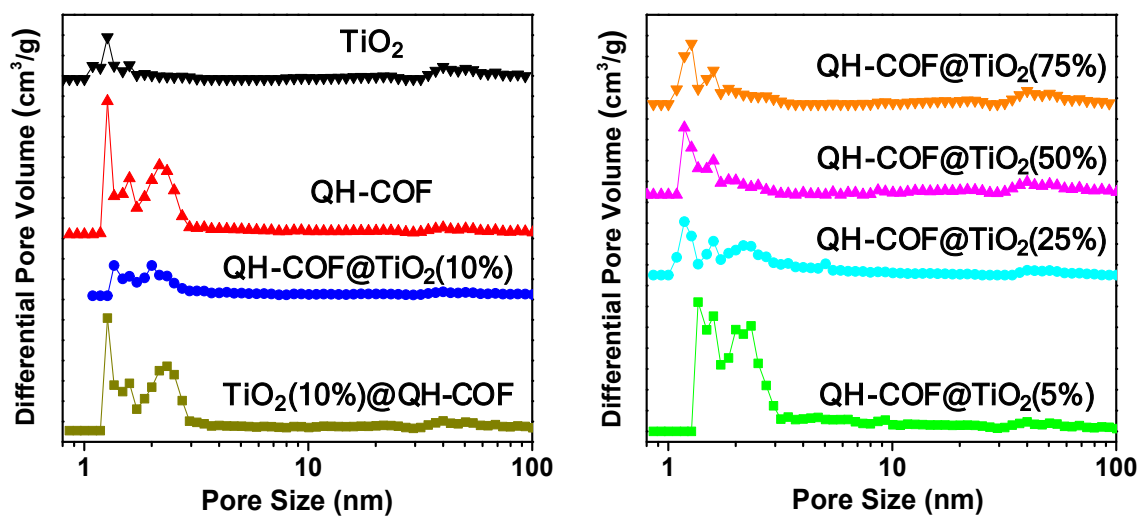 Differential Pore Volume (cm³/g)
TiO₂
QH-COF
QH-COF@TiO₂(10%)
TiO₂(10%)@QH-COF
1 10 100
Pore Size (nm)
Differential Pore Volume (cm³/g)
QH-COF@TiO₂(75%)
QH-COF@TiO₂(50%)
QH-COF@TiO₂(25%)
QH-COF@TiO₂(5%)
1 10 100
Pore Size (nm)